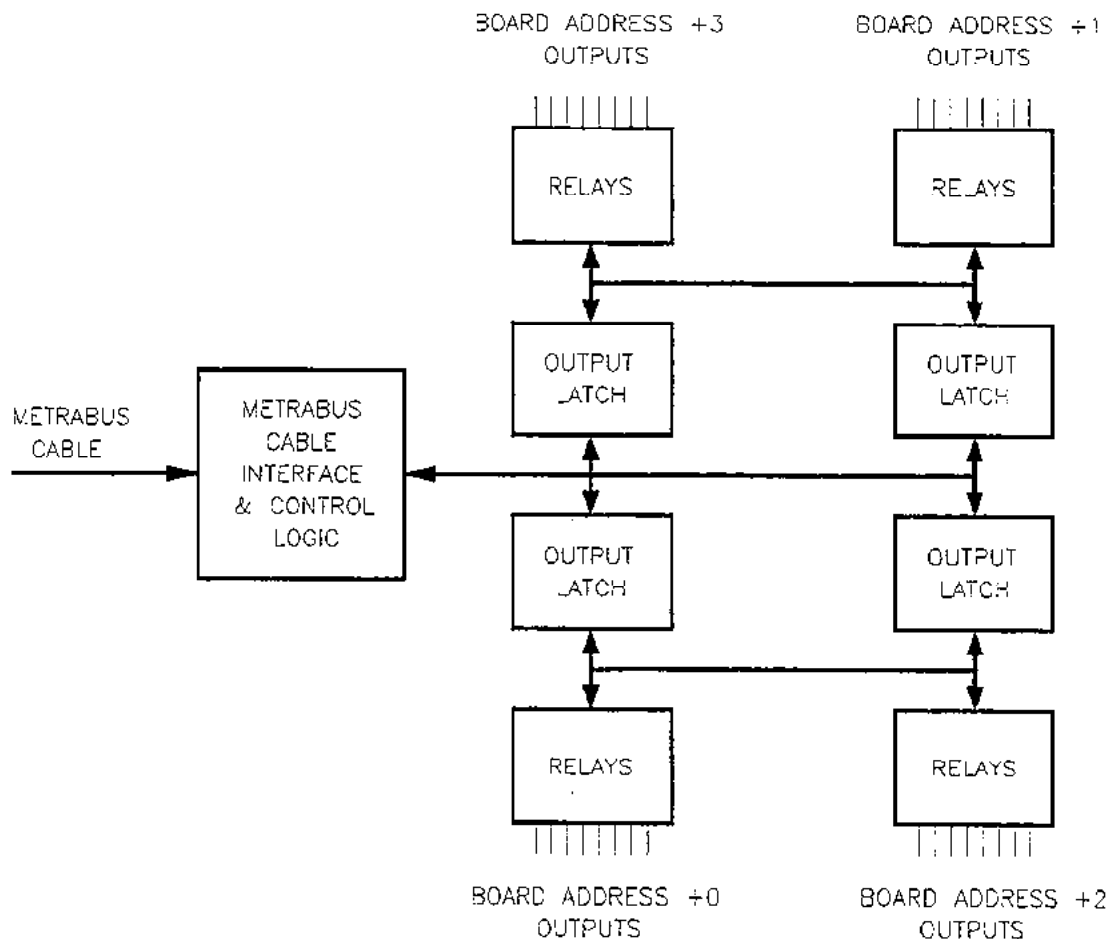 BOARD ADDRESS +3
OUTPUTS
BOARD ADDRESS +1
OUTPUTS
RELAYS
RELAYS
OUTPUT
LATCH
OUTPUT
LATCH
METRABUS
CABLE
METRABUS
CABLE
INTERFACE
& CONTROL
LOGIC
OUTPUT
LATCH
OUTPUT
LATCH
RELAYS
RELAYS
BOARD ADDRESS +0
OUTPUTS
BOARD ADDRESS +2
OUTPUTS